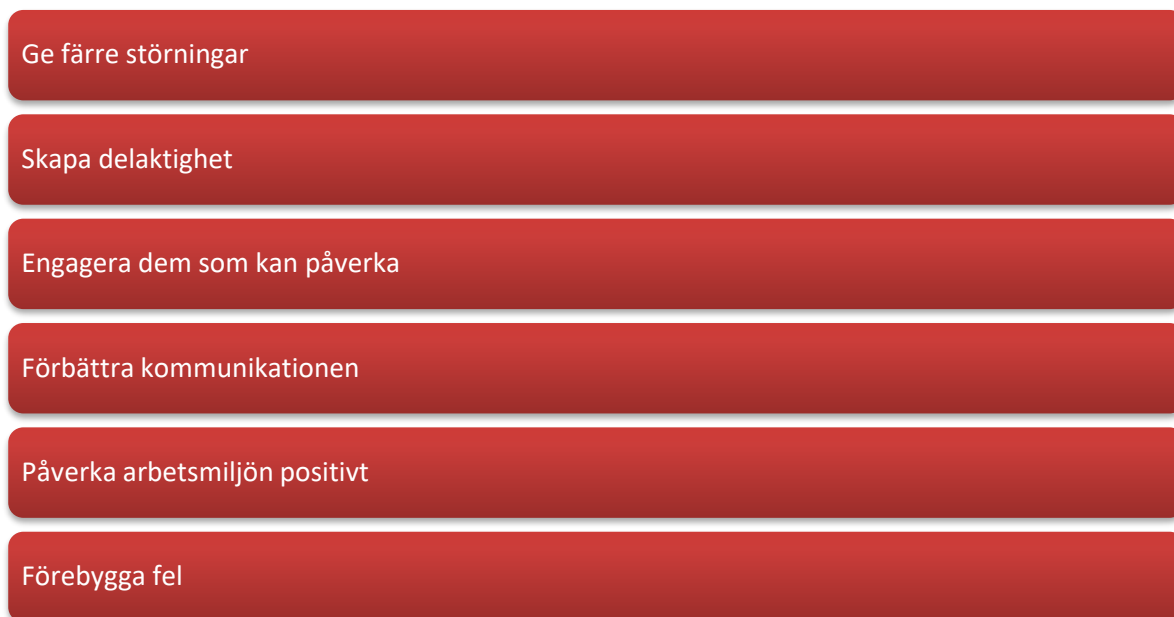 Ge färre störningar
Skapa delaktighet
Engagera dem som kan påverka
Förbättra kommunikationen
Påverka arbetsmiljön positivt
Förebygga fel